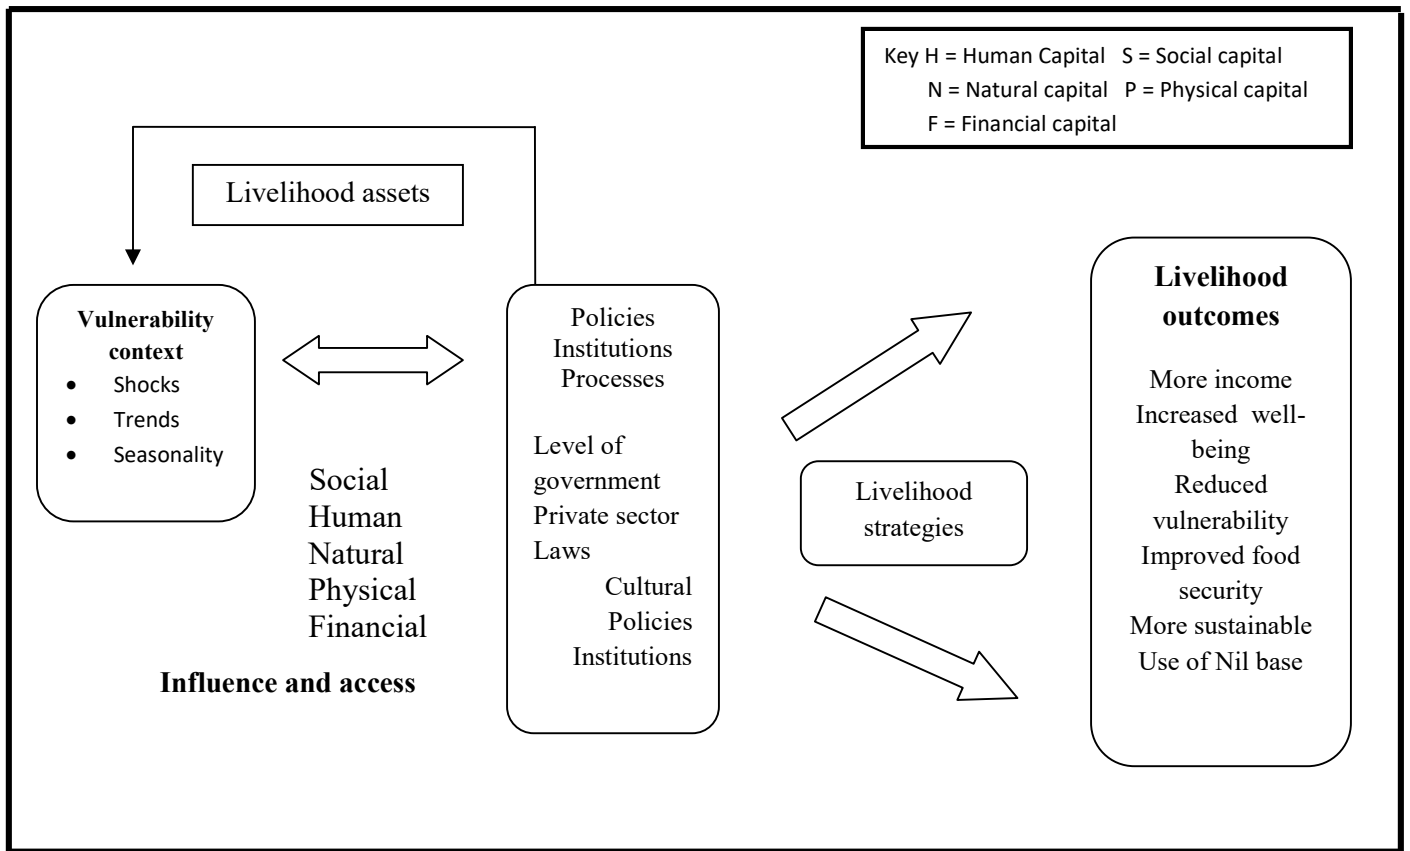 Key H = Human Capital S = Social capital
N = Natural capital P = Physical capital
F = Financial capital
Livelihood assets
Vulnerability
context
• Shocks
• Trends
• Seasonality
Social
Human
Natural
Physical
Financial
Influence and access
Policies
Institutions
Processes
Level of
government
Private sector
Laws
Cultural
Policies
Institutions
Livelihood
strategies
Livelihood
outcomes
More income
Increased well-
being
Reduced
vulnerability
Improved food
security
More sustainable
Use of Nil base